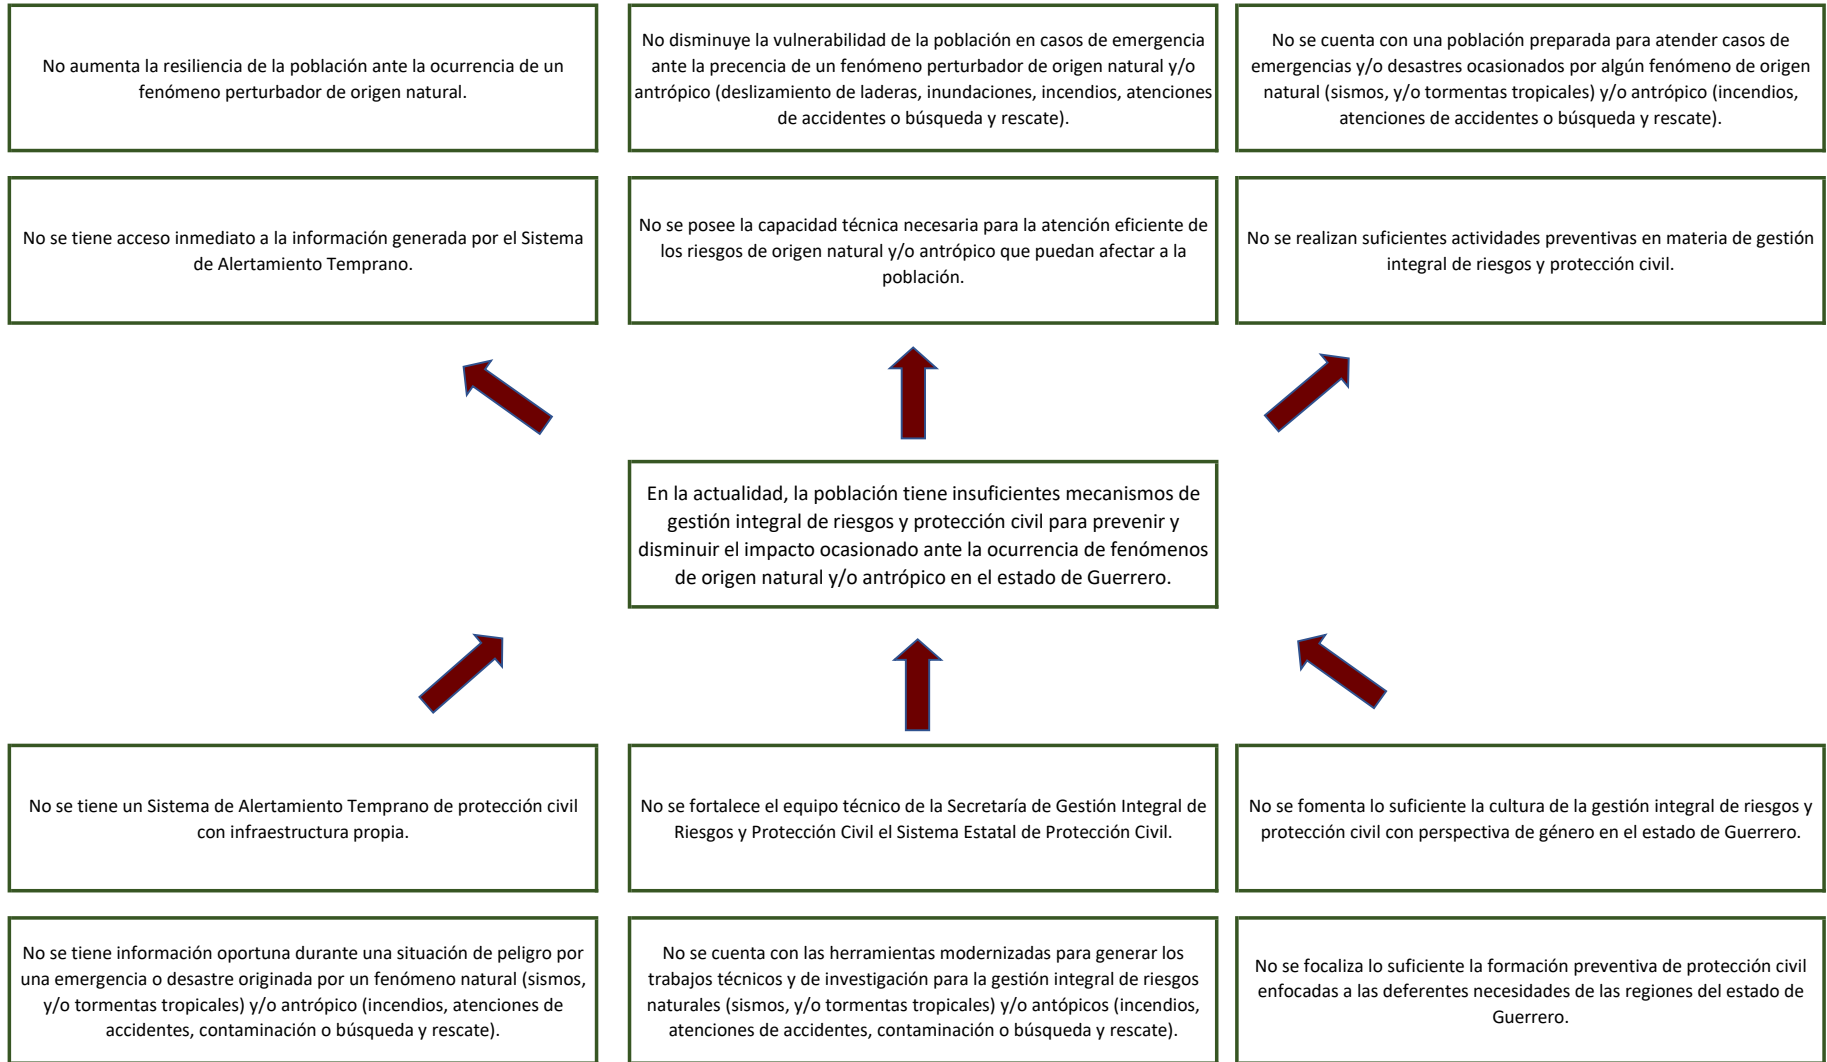 No aumenta la resiliencia de la población ante la ocurrencia de un
fenómeno perturbador de origen natural.
No disminuye la vulnerabilidad de la población en casos de emergencia
ante la precencia de un fenómeno perturbador de origen natural y/o
antrópico (deslizamiento de laderas, inundaciones, incendios, atenciones
de accidentes o búsqueda y rescate).
No se cuenta con una población preparada para atender casos de
emergencias y/o desastres ocasionados por algún fenómeno de origen
natural (sismos, y/o tormentas tropicales) y/o antrópico (incendios,
atenciones de accidentes o búsqueda y rescate).
No se tiene acceso inmediato a la información generada por el Sistema
de Alertamiento Temprano.
No se posee la capacidad técnica necesaria para la atención eficiente de
los riesgos de origen natural y/o antrópico que puedan afectar a la
población.
No se realizan suficientes actividades preventivas en materia de gestión
integral de riesgos y protección civil.
En la actualidad, la población tiene insuficientes mecanismos de
gestión integral de riesgos y protección civil para prevenir y
disminuir el impacto ocasionado ante la ocurrencia de fenómenos
de origen natural y/o antrópico en el estado de Guerrero.
No se tiene un Sistema de Alertamiento Temprano de protección civil
con infraestructura propia.
No se fortalece el equipo técnico de la Secretaría de Gestión Integral de
Riesgos y Protección Civil el Sistema Estatal de Protección Civil.
No se fomenta lo suficiente la cultura de la gestión integral de riesgos y
protección civil con perspectiva de género en el estado de Guerrero.
No se tiene información oportuna durante una situación de peligro por
una emergencia o desastre originada por un fenómeno natural (sismos,
y/o tormentas tropicales) y/o antrópico (incendios, atenciones de
accidentes, contaminación o búsqueda y rescate).
No se cuenta con las herramientas modernizadas para generar los
trabajos técnicos y de investigación para la gestión integral de riesgos
naturales (sismos, y/o tormentas tropicales) y/o antópicos (incendios,
atenciones de accidentes, contaminación o búsqueda y rescate).
No se focaliza lo suficiente la formación preventiva de protección civil
enfocadas a las deferentes necesidades de las regiones del estado de
Guerrero.